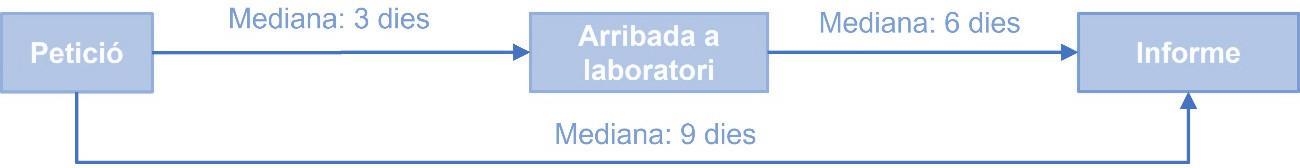 Mediana: 3 dies
Mediana: 6 dies
Petició
Arribada a
laboratori
Informe
Mediana: 9 dies